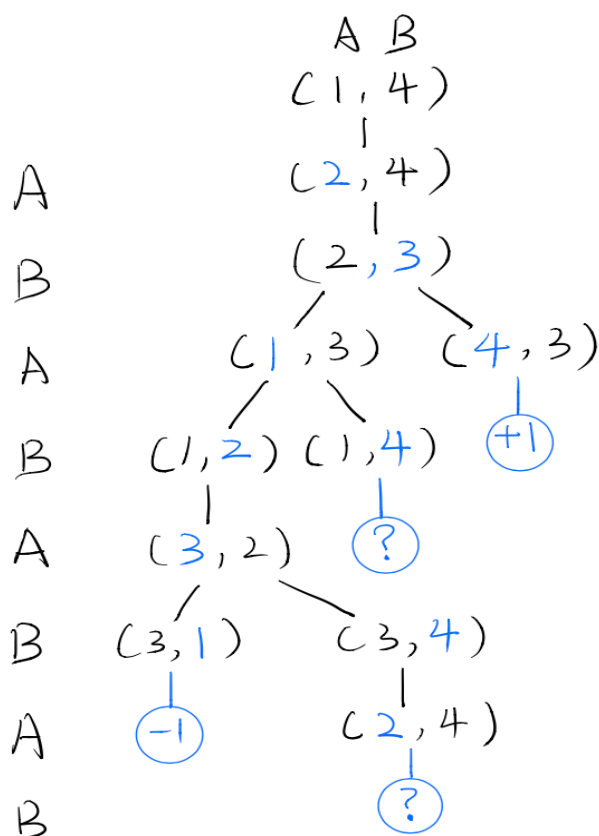 A B
(1,4)
A (2,4)
B (2,3)
A (1,3) (4,3)
B (1,2) (1,4) +1
A (3,2) ?
B (3,1) (3,4)
A -1 (2,4)
B ?